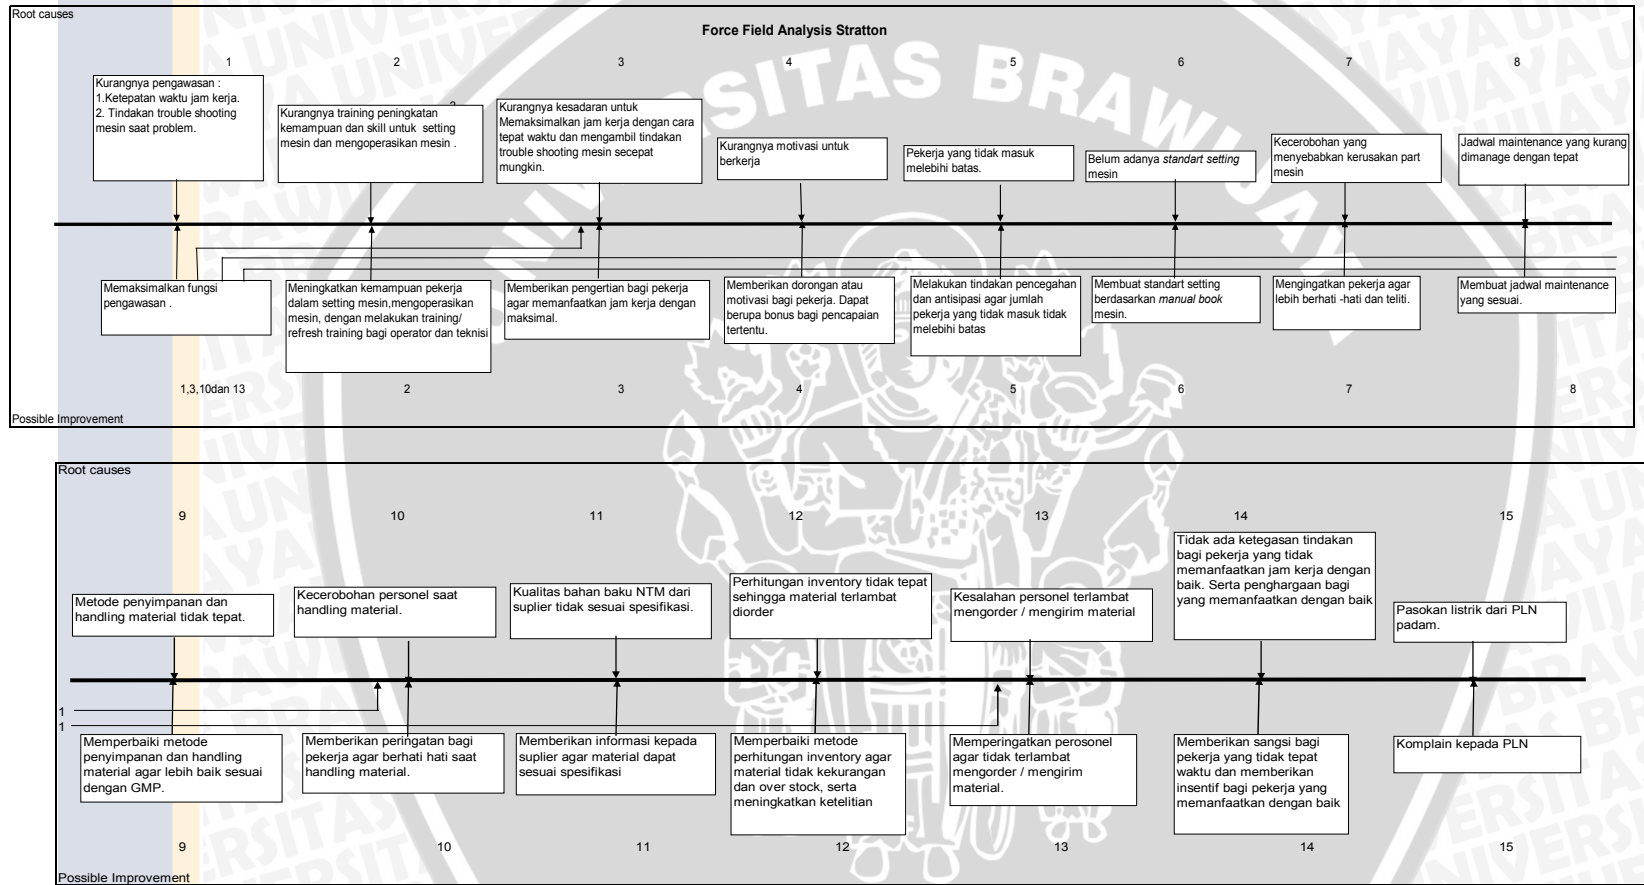 Root causes
Force Field Analysis Stratton
1 2 3 4 5 6 7 8
Kurangnya pengawasan :
1.Ketepatan waktu jam kerja.
2. Tindakan trouble shooting
mesin saat problem.
Kurangnya training peningkatan
kemampuan dan skill untuk setting
mesin dan mengoperasikan mesin .
Kurangnya kesadaran untuk
Memaksimalkan jam kerja dengan cara
tepat waktu dan mengambil tindakan
trouble shooting mesin secepat
mungkin.
Kurangnya motivasi untuk
berkerja
Pekerja yang tidak masuk
melebihi batas.
Belum adanya standart setting
mesin
Kecerobohan yang
menyebabkan kerusakan part
mesin
Jadwal maintenance yang kurang
dimanage dengan tepat
Memaksimalkan fungsi
pengawasan .
Meningkatkan kemampuan pekerja
dalam setting mesin,mengoperasikan
mesin, dengan melakukan training/
refresh training bagi operator dan teknisi
Memberikan pengertian bagi pekerja
agar memanfaatkan jam kerja dengan
maksimal.
Memberikan dorongan atau
motivasi bagi pekerja. Dapat
berupa bonus bagi pencapaian
tertentu.
Melakukan tindakan pencegahan
dan antisipasi agar jumlah
pekerja yang tidak masuk tidak
melebihi batas
Membuat standart setting
berdasarkan manual book
mesin.
Mengingatkan pekerja agar
lebih berhati -hati dan teliti.
Membuat jadwal maintenance
yang sesuai.
1,3,10dan 13 2 3 4 5 6 7 8
Possible Improvement
Root causes
9 10 11 12 13 14 15
Metode penyimpanan dan
handling material tidak tepat.
Kecerobohan personel saat
handling material.
Kualitas bahan baku NTM dari
suplier tidak sesuai spesifikasi.
Perhitungan inventory tidak tepat
sehingga material terlambat
diorder
Kesalahan personel terlambat
mengorder / mengirim material
Tidak ada ketegasan tindakan
bagi pekerja yang tidak
memanfaatkan jam kerja dengan
baik. Serta penghargaan bagi
yang memanfaatkan dengan baik
Pasokan listrik dari PLN
padam.
1
1
Memperbaiki metode
penyimpanan dan handling
material agar lebih baik sesuai
dengan GMP.
Memberikan peringatan bagi
pekerja agar berhati hati saat
handling material.
Memberikan informasi kepada
suplier agar material dapat
sesuai spesifikasi
Memperbaiki metode
perhitungan inventory agar
material tidak kekurangan
dan over stock, serta
meningkatkan ketelitian
Memperingatkan perosonel
agar tidak terlambat
mengorder / mengirim
material.
Memberikan sangsi bagi
pekerja yang tidak tepat
waktu dan memberikan
insentif bagi pekerja yang
memanfaatkan dengan baik
Komplain kepada PLN
9 10 11 12 13 14 15
Possible Improvement
UNIVERSITAS BRAWIJAYA